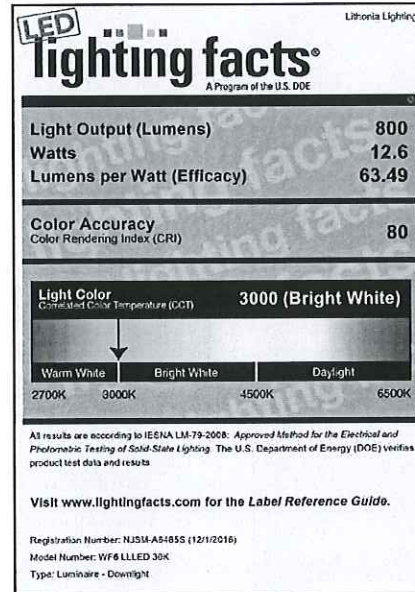 LED
Lithonia Lighting
lighting facts®
A Program of the U.S. DOE
Light Output (Lumens) 800
Watts 12.6
Lumens per Watt (Efficacy) 63.49
Color Accuracy 80
Color Rendering Index (CRI)
Light Color 3000 (Bright White)
Correlated Color Temperature (CCT)
Warm White Bright White Daylight
2700K 3000K 4500K 6500K
All results are according to IESNA LM-79-2008: Approved Method for the Electrical and
Photometric Testing of Solid-State Lighting. The U.S. Department of Energy (DOE) verifies
product test data and results
Visit www.lightingfacts.com for the Label Reference Guide.
Registration Number: (12/1/2016)
Model Number: WF6 LLLED
Type: Luminaire - Downlight